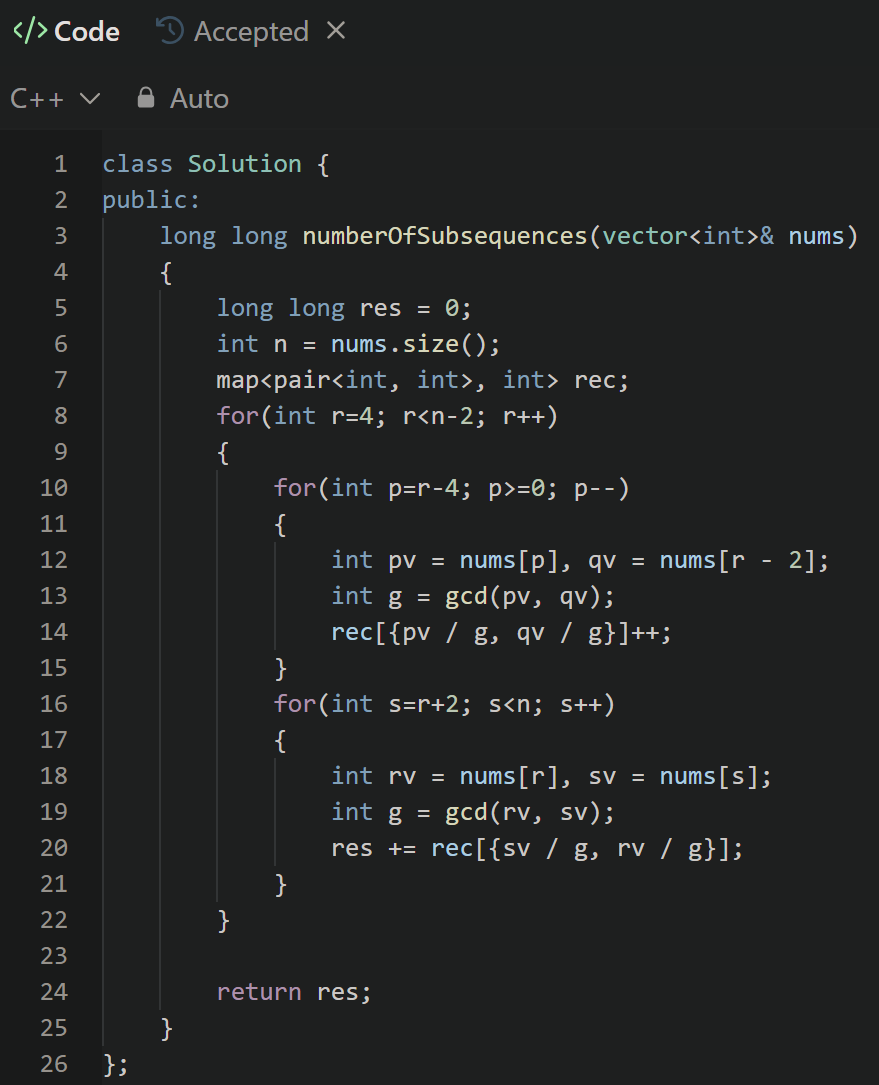 </> Code Accepted ×
C++ Auto
1 class Solution {
2 public:
3     long long numberOfSubsequences(vector<int>& nums)
4     {
5         long long res = 0;
6         int n = nums.size();
7         map<pair<int, int>, int> rec;
8         for(int r=4; r<n-2; r++)
9         {
10             for(int p=r-4; p>=0; p--)
11             {
12                 int pv = nums[p], qv = nums[r - 2];
13                 int g = gcd(pv, qv);
14                 rec[{pv / g, qv / g}]++;
15             }
16             for(int s=r+2; s<n; s++)
17             {
18                 int rv = nums[r], sv = nums[s];
19                 int g = gcd(rv, sv);
20                 res += rec[{sv / g, rv / g}];
21             }
22         }
23
24         return res;
25     }
26 };